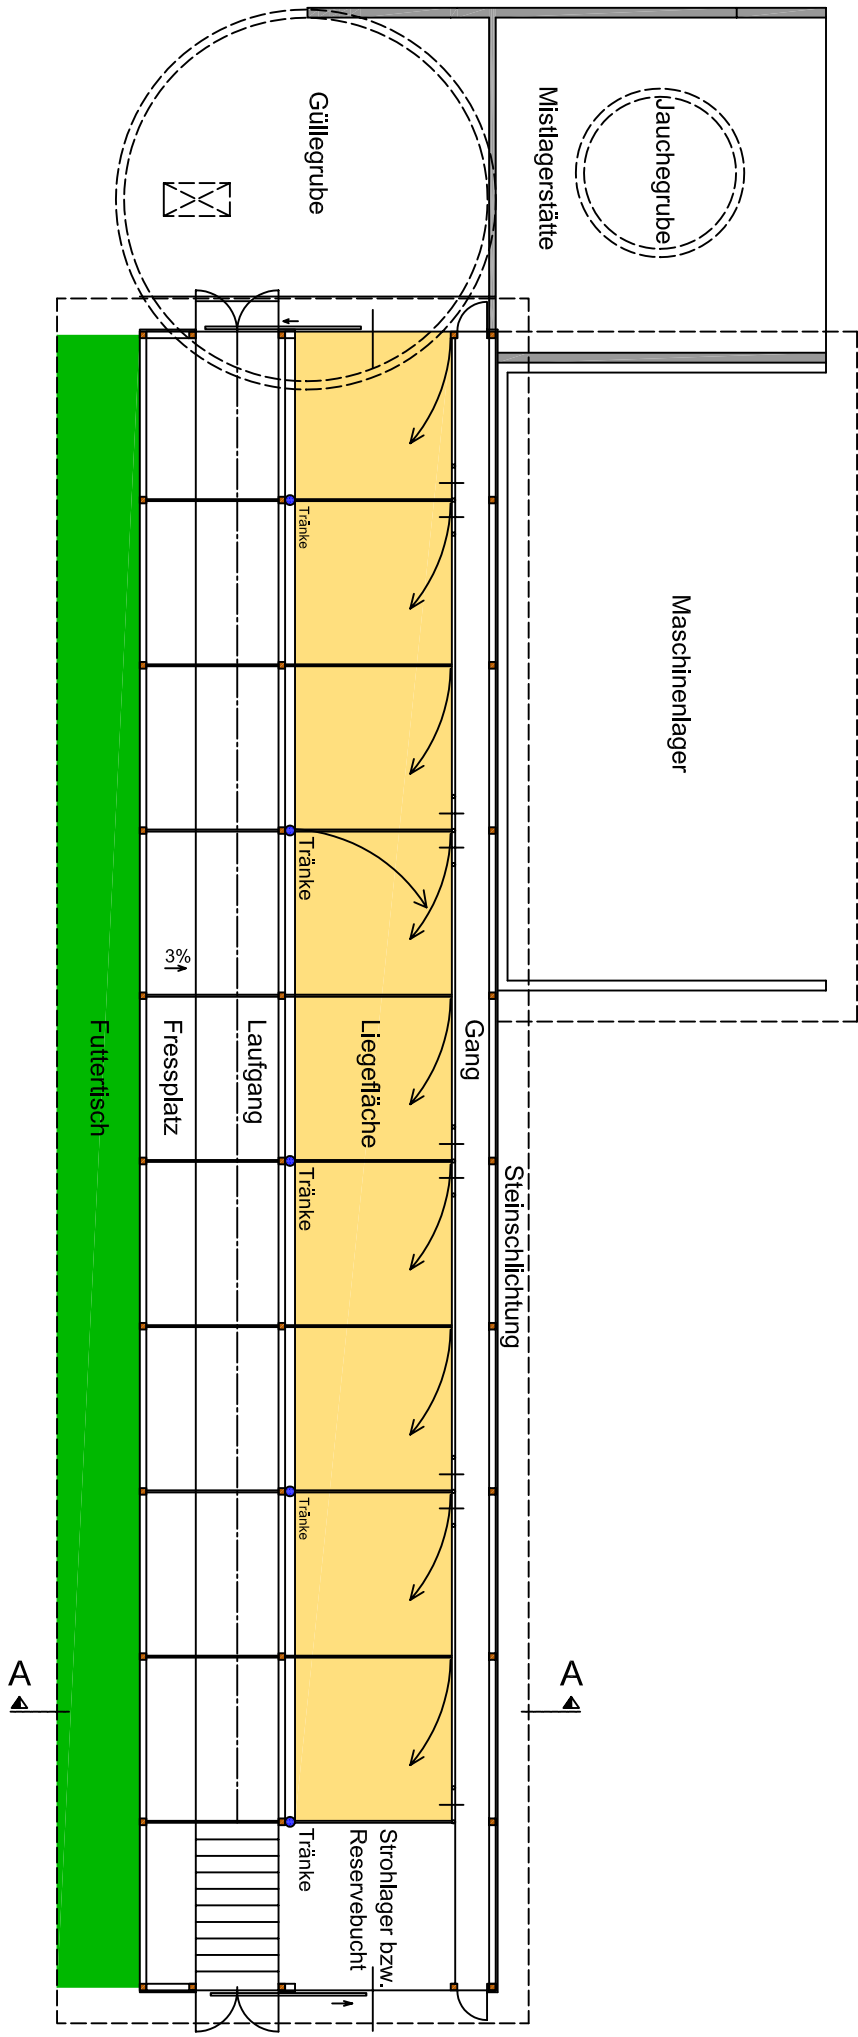 Güllegrube
Mistlagerstätte
Jauchegrube
Maschinenlager
Tränke
Tränke
3%
Futtertisch
Fressplatz
Laufgang
Liegefläche
Gang
Steinschlichtung
Tränke
Tränke
A
A
Tränke
Strohlager bzw.
Reservebucht